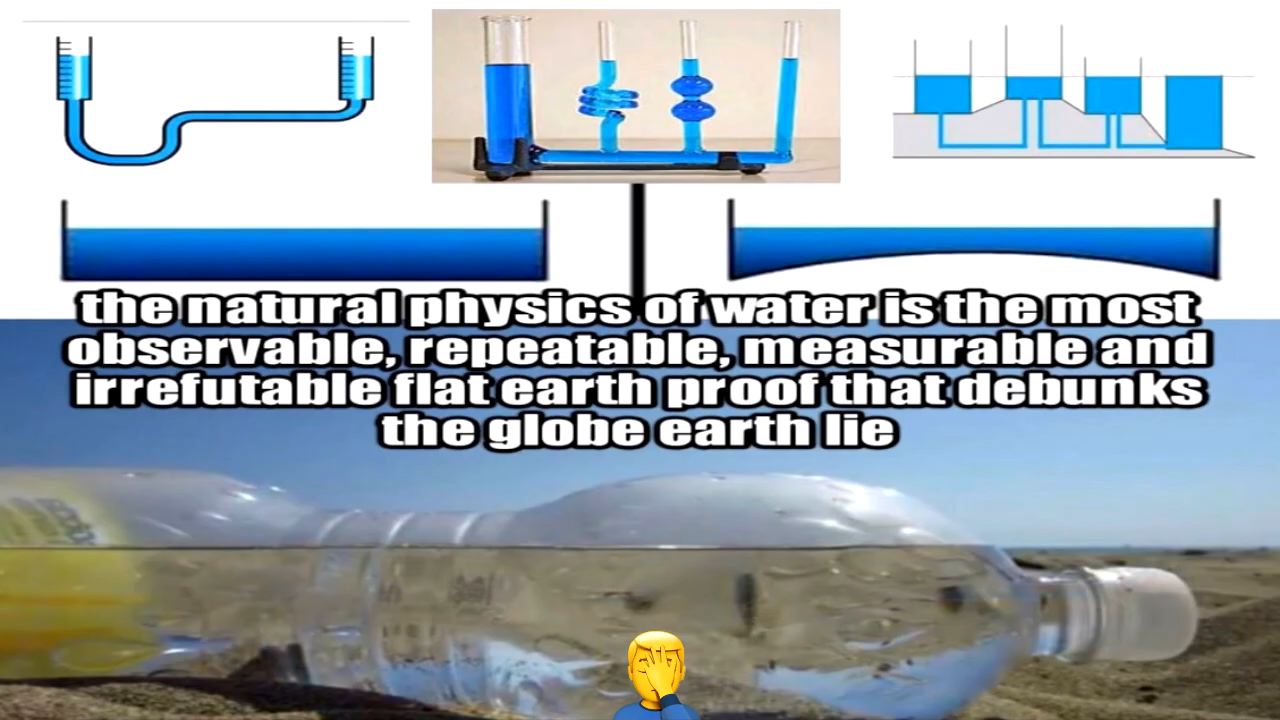 the natural physics of water is the most
observable, repeatable, measurable and
irrefutable flat earth proof that debunks
the globe earth lie